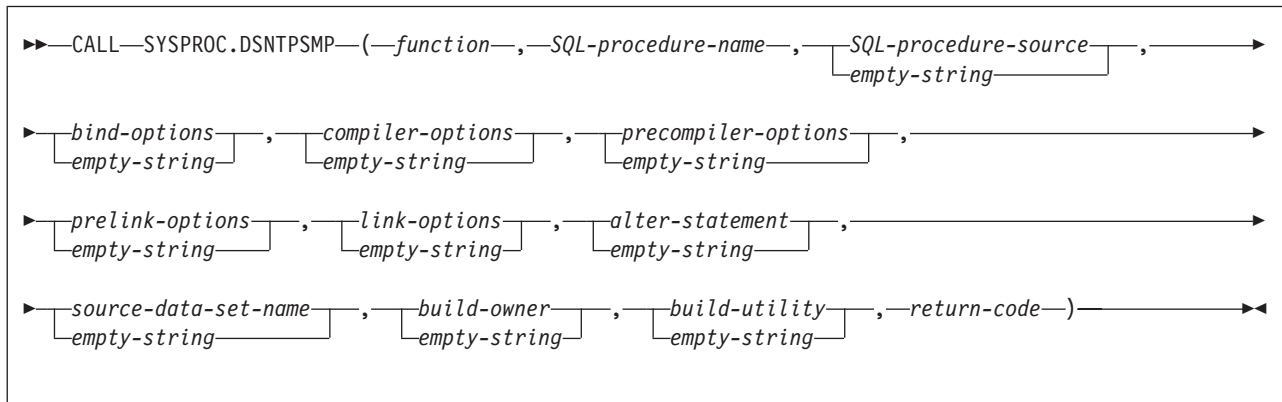 CALL SYSPROC.DSNTPSMP ( function , SQL-procedure-name , SQL-procedure-source ,
empty-string
bind-options , compiler-options , precompiler-options ,
empty-string empty-string empty-string
prelink-options , link-options , alter-statement ,
empty-string empty-string empty-string
source-data-set-name , build-owner , build-utility , return-code )
empty-string empty-string empty-string